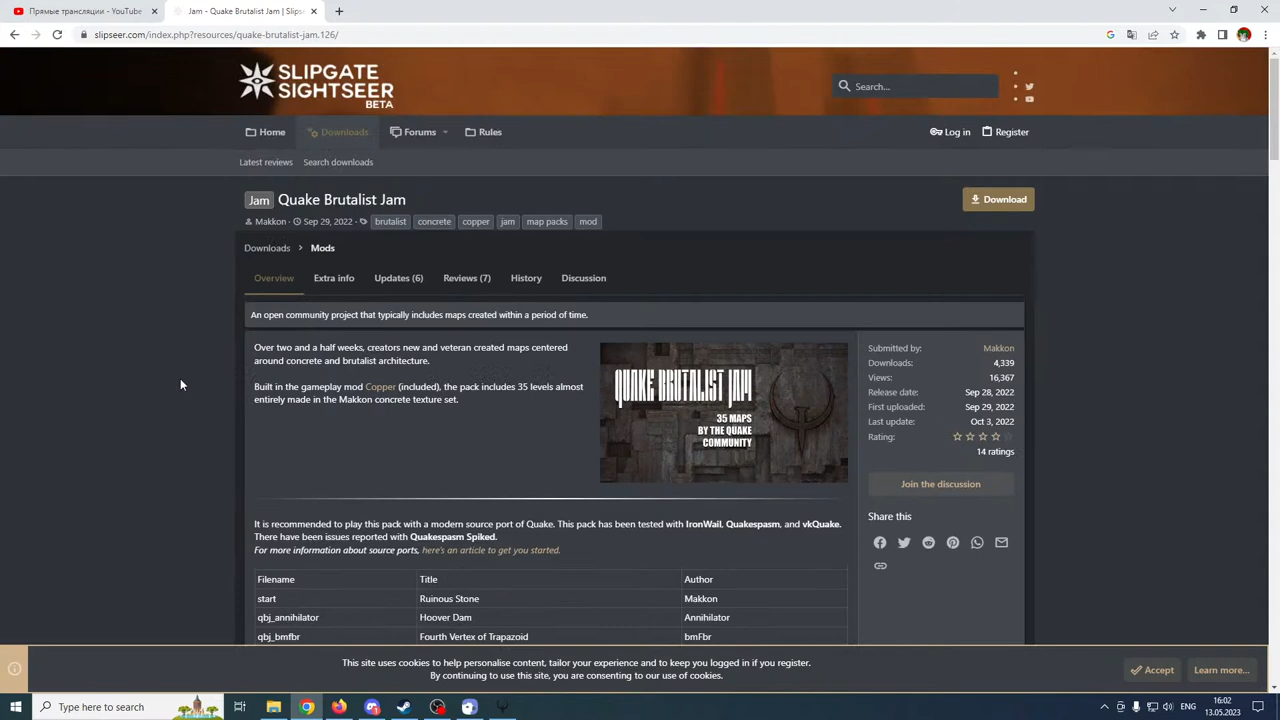 Прямые трансляции - YouTube
Jam - Quake Brutalist Jam | Slips
slipseer.com/index.php?resources/quake-brutalist-jam.126/
SLIPGATE
SIGHTSEER
BETA
Search...
Home
Downloads
Forums
Rules
Log in
Register
Latest reviews
Search downloads
Jam Quake Brutalist Jam
Download
Makkon
Sep 29, 2022
brutalist
concrete
copper
jam
map packs
mod
Downloads
Mods
Overview
Extra info
Updates (6)
Reviews (7)
History
Discussion
An open community project that typically includes maps created within a period of time.
Over two and a half weeks, creators new and veteran created maps centered
around concrete and brutalist architecture.
Built in the gameplay mod Copper (included), the pack includes 35 levels almost
entirely made in the Makkon concrete texture set.
QUAKE BRUTALIST JAM
35 MAPS
BY THE QUAKE
COMMUNITY
Submitted by: Makkon
Downloads: 4,339
Views: 16,367
Release date: Sep 28, 2022
First uploaded: Sep 29, 2022
Last update: Oct 3, 2022
Rating:
14 ratings
Join the discussion
Share this
It is recommended to play this pack with a modern source port of Quake. This pack has been tested with IronWail, Quakespasm, and vkQuake.
There have been issues reported with Quakespasm Spiked.
For more information about source ports, here's an article to get you started.
Filename Title Author
start Ruinous Stone Makkon
qbj_annihilator Hoover Dam Annihilator
qbj_bmfbr Fourth Vertex of Trapazoid bmFbr
This site uses cookies to help personalise content, tailor your experience and to keep you logged in if you register.
By continuing to use this site, you are consenting to our use of cookies.
Accept
Learn more...
Type here to search
ENG
16:02
13.05.2023